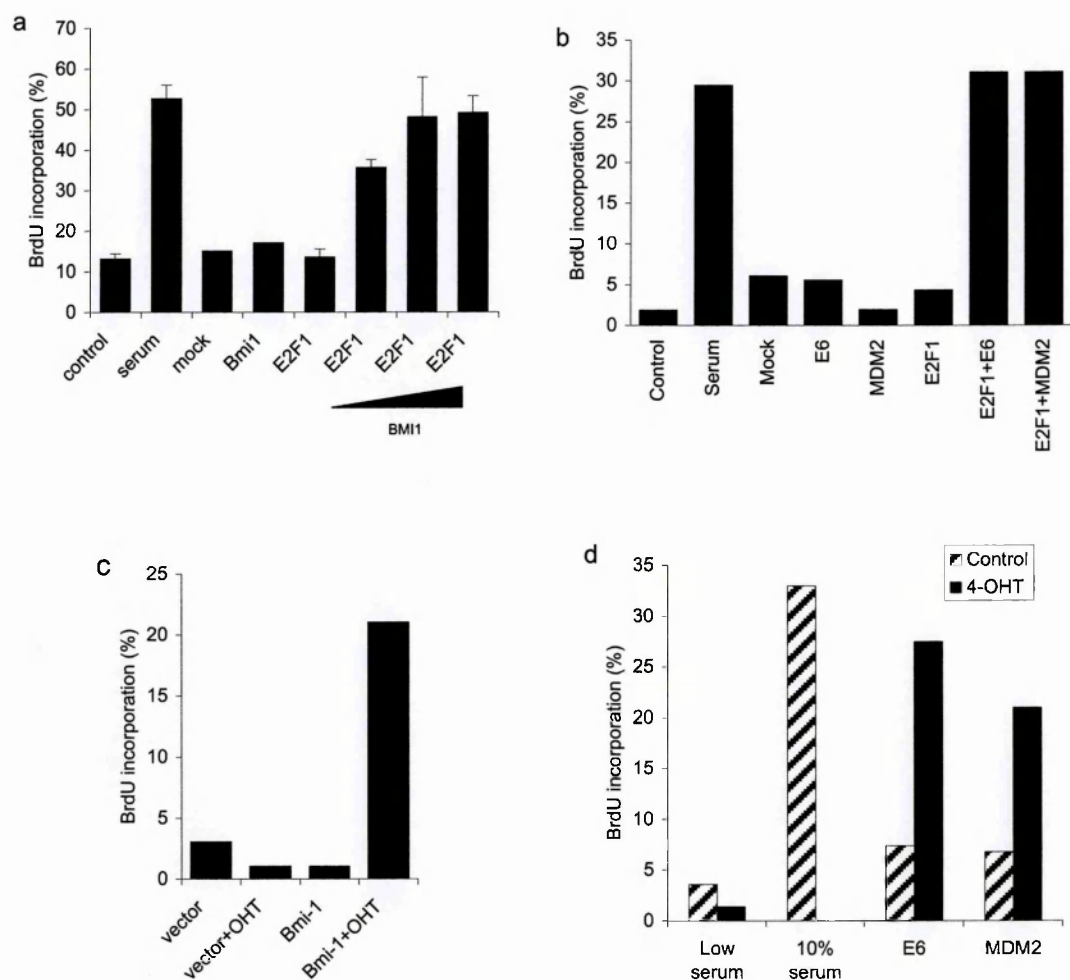 a
BrdU incorporation (%)
70
60
50
40
30
20
10
0
control
serum
mock
Bmi1
E2F1
E2F1
E2F1
E2F1
BMI1
b
BrdU incorporation (%)
35
30
25
20
15
10
5
0
Control
Serum
Mock
E6
MDM2
E2F1
E2F1+E6
E2F1+MDM2
c
BrdU incorporation (%)
25
20
15
10
5
0
vector
vector+OHT
Bmi-1
Bmi-1+OHT
d
Control
4-OHT
BrdU incorporation (%)
35
30
25
20
15
10
5
0
Low
serum
10%
serum
E6
MDM2